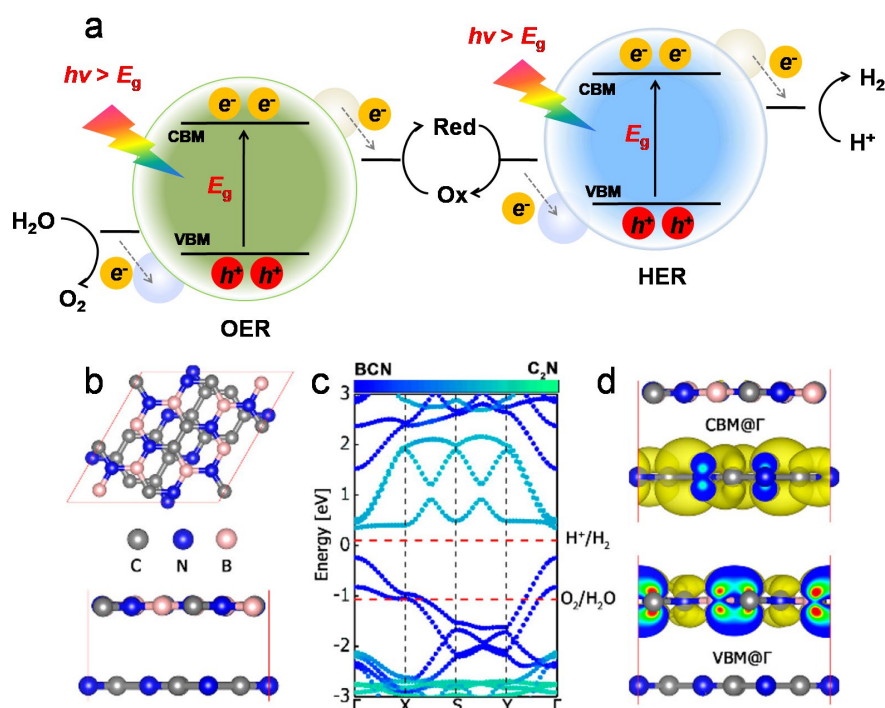 a
hv > Eg
e- e-
CBM
e-
Eg
VBM
h+ h+
H2O
O2
e-
OER
Red
Ox
hv > Eg
e- e-
CBM
e-
Eg
VBM
h+ h+
e-
HER
H2
H+
b
C N B
c
BCN C2N
3
2
1
0
-1
-2
-3
Energy [eV]
H+/H2
O2/H2O
Γ X S Y Γ
d
CBM@Γ
VBM@Γ